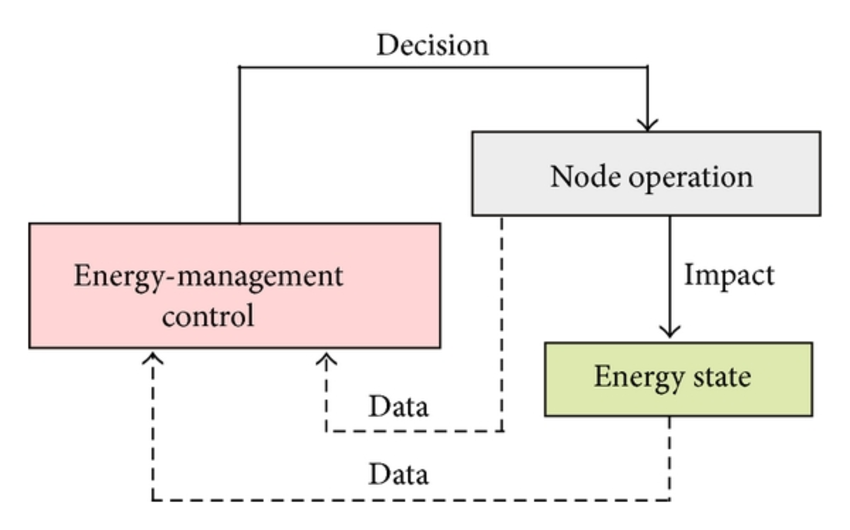 Decision
Node operation
Energy-management
control
Impact
Energy state
Data
Data